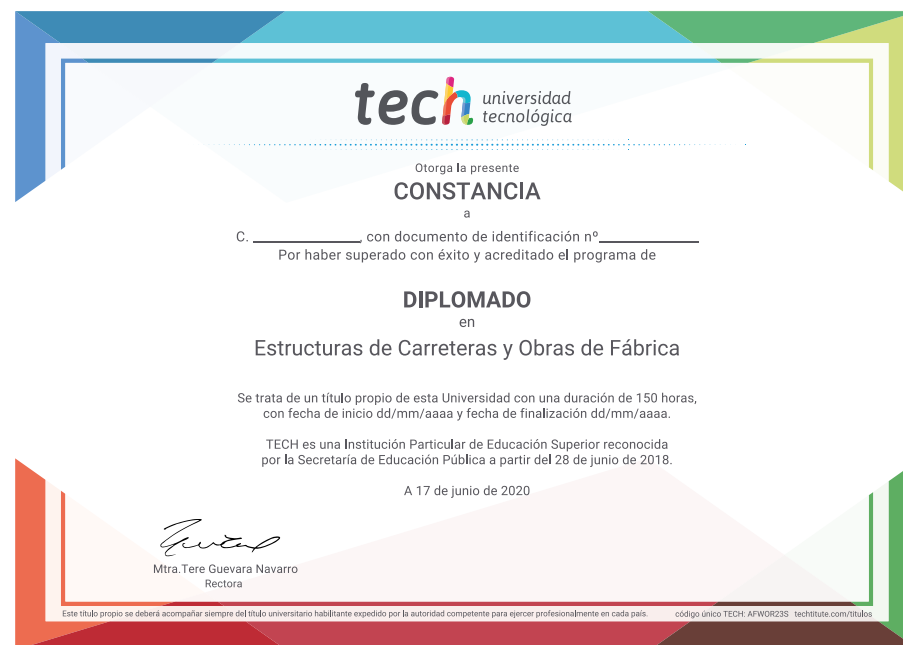 tech universidad
tecnológica
Otorga la presente
CONSTANCIA
a
C. ____________, con documento de identificación nº____________
Por haber superado con éxito y acreditado el programa de
DIPLOMADO
en
Estructuras de Carreteras y Obras de Fábrica
Se trata de un título propio de esta Universidad con una duración de 150 horas,
con fecha de inicio dd/mm/aaaa y fecha de finalización dd/mm/aaaa.
TECH es una Institución Particular de Educación Superior reconocida
por la Secretaría de Educación Pública a partir del 28 de junio de 2018.
A 17 de junio de 2020
Mtra.Tere Guevara Navarro
Rectora
Este título propio se deberá acompañar siempre del título universitario habilitante expedido por la autoridad competente para ejercer profesionalmente en cada país. código único TECH: AFWOR23S techtitute.com/titulos